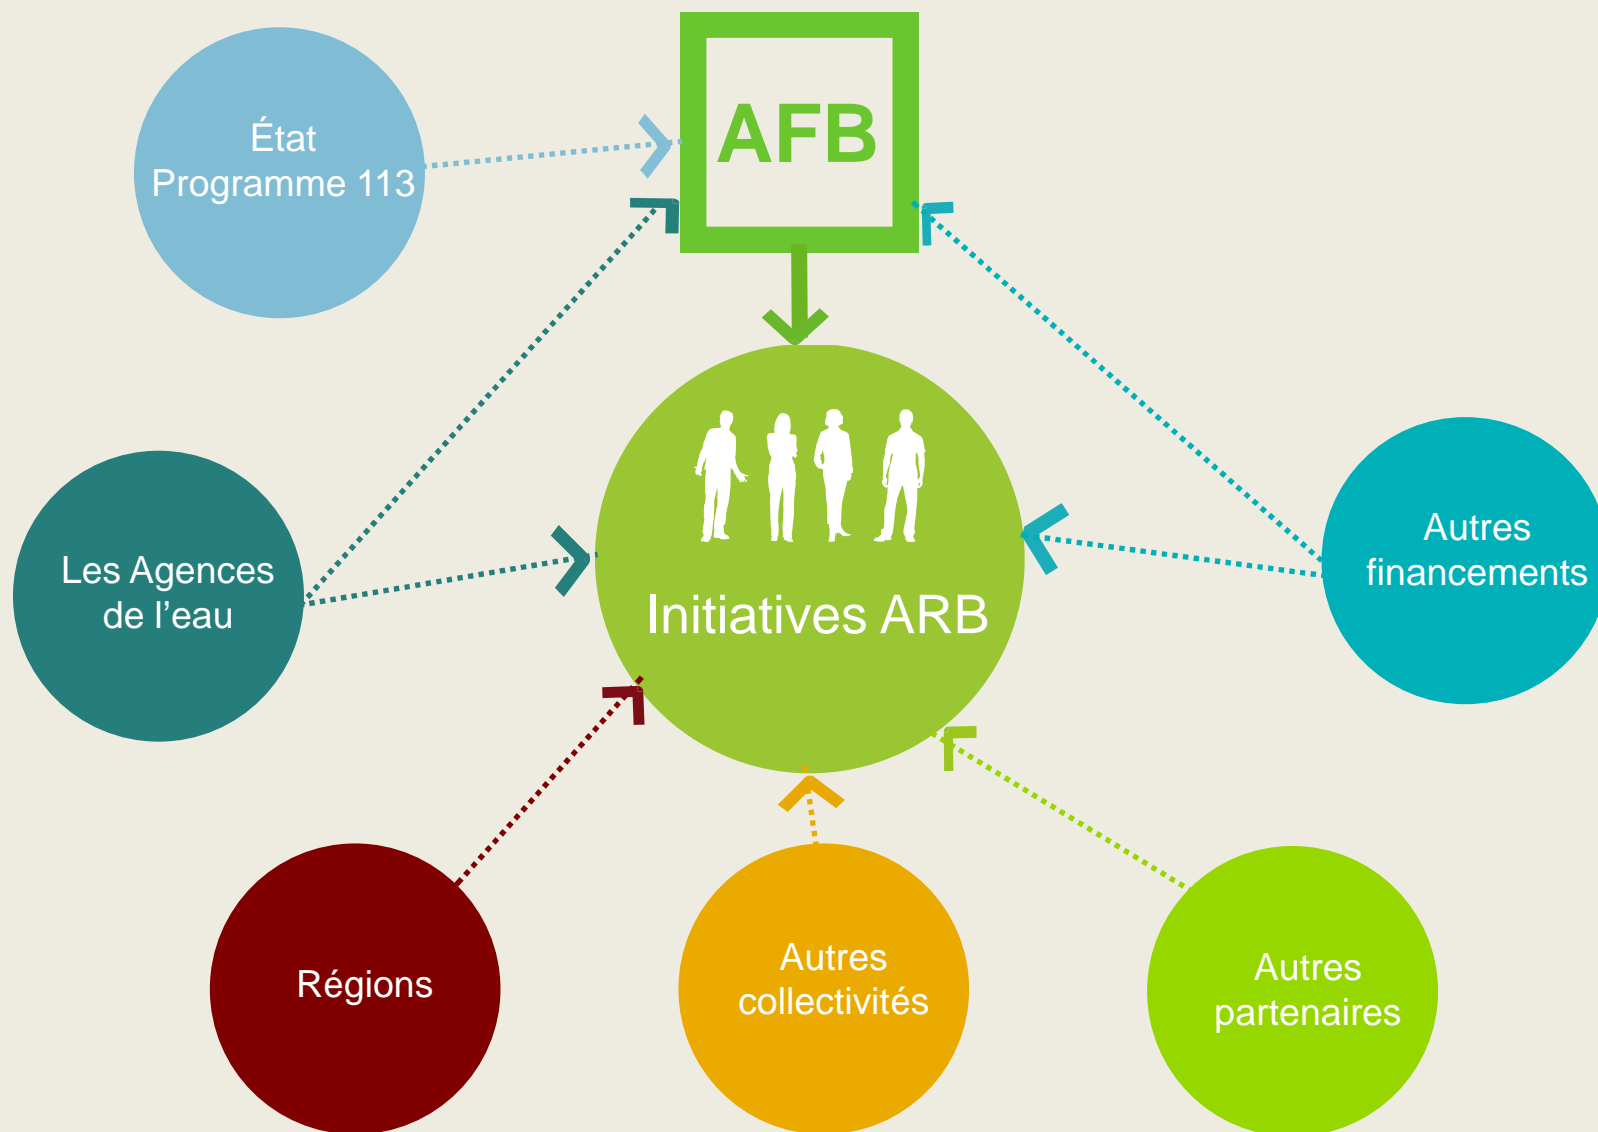 État
Programme 113
AFB
Les Agences
de l’eau
Initiatives ARB
Autres
financements
Régions
Autres
collectivités
Autres
partenaires